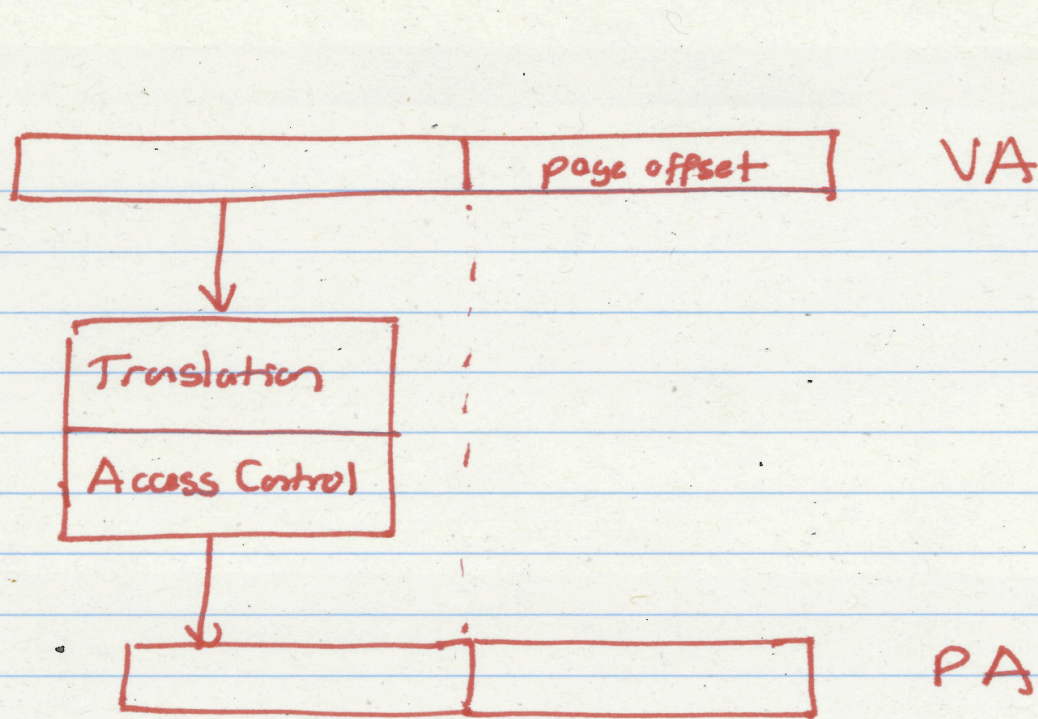 page offset VA
Translation
Access Control
PA